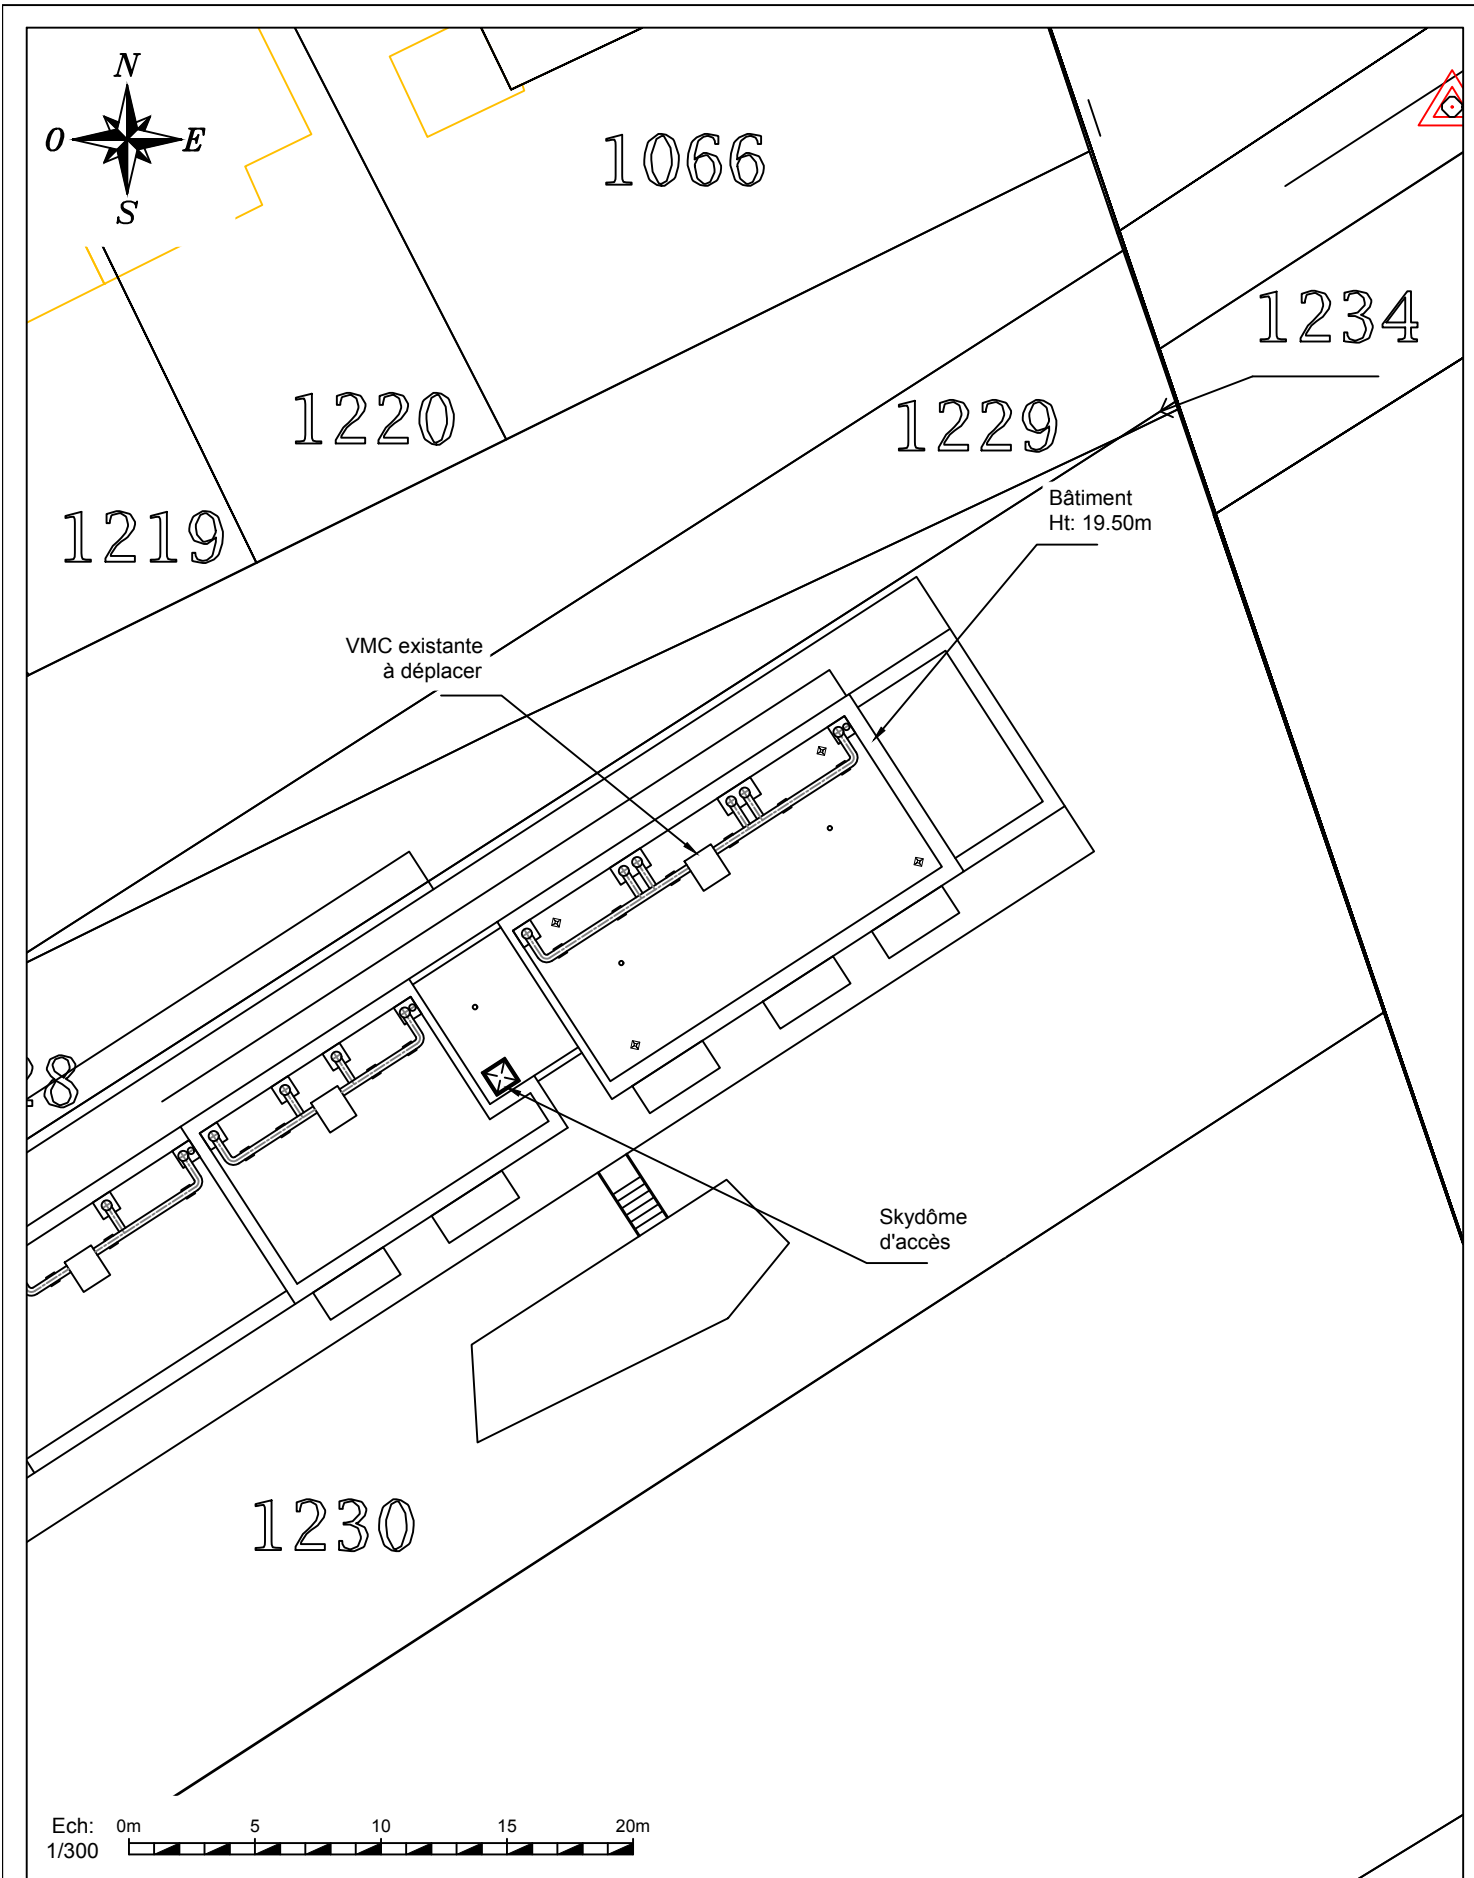 N
O E
S
1066
1234
1220
1229
1219
Bâtiment
Ht: 19.50m
VMC existante
à déplacer
28
Skydôme
d'accès
1230
Ech:
1/300
0m 5 10 15 20m